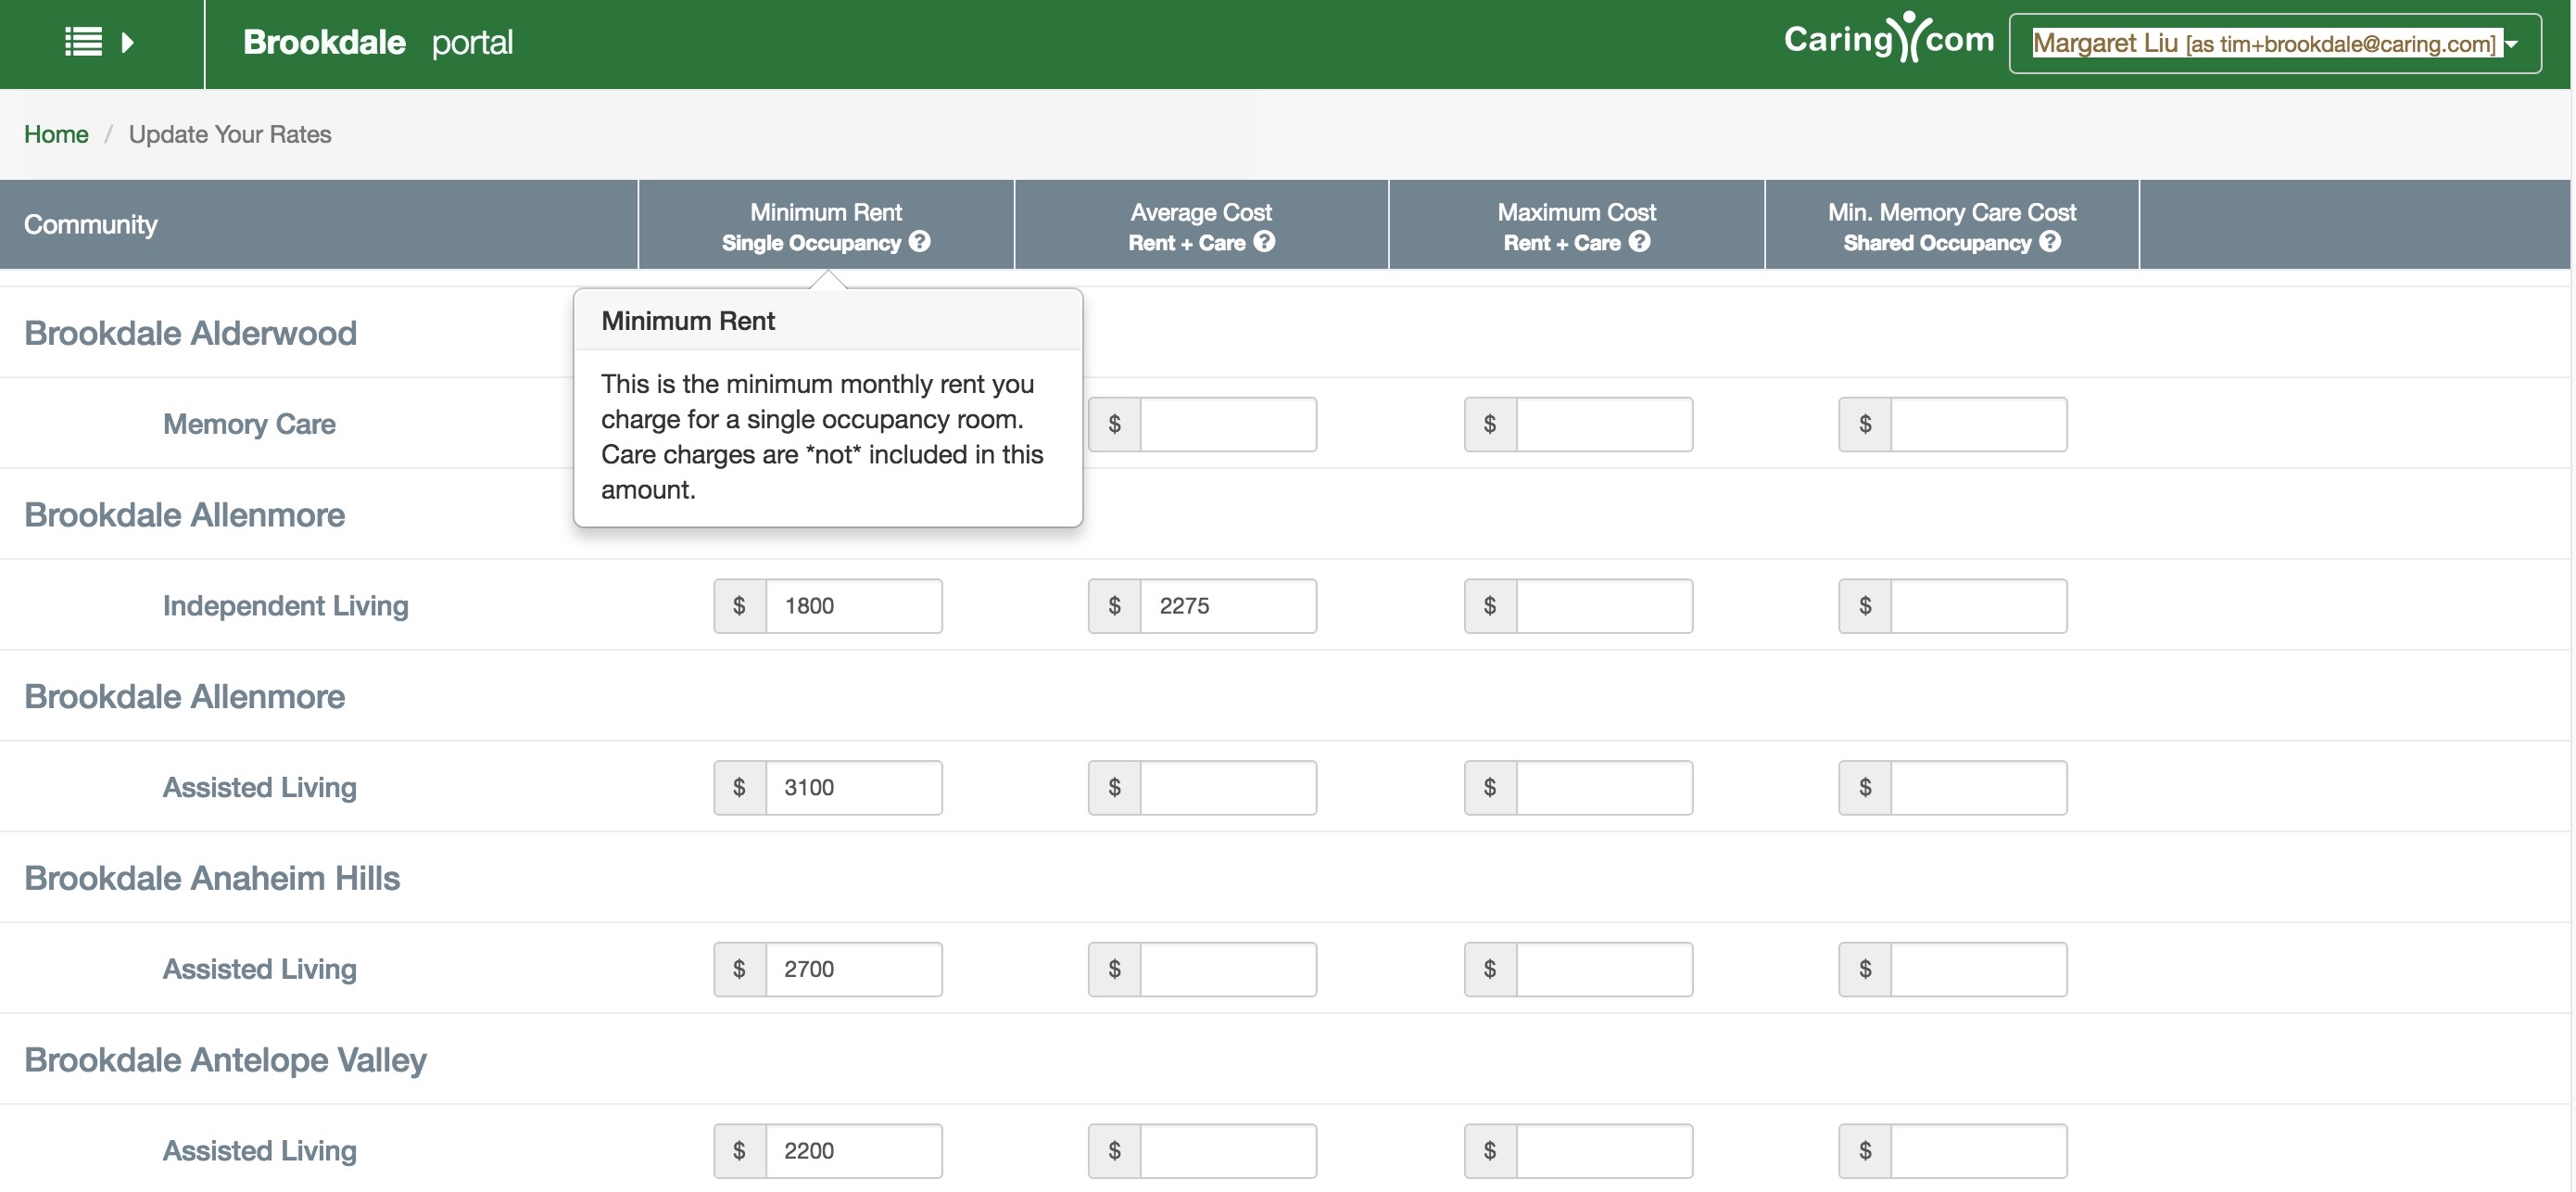 Brookdale portal
Caring com
Margaret Liu [as tim+brookdale@caring.com]
Home / Update Your Rates
Community
Minimum Rent
Single Occupancy ?
Average Cost
Rent + Care ?
Maximum Cost
Rent + Care ?
Min. Memory Care Cost
Shared Occupancy ?
Minimum Rent
This is the minimum monthly rent you
charge for a single occupancy room.
Care charges are *not* included in this
amount.
Brookdale Alderwood
Memory Care $ $ $
Brookdale Allenmore
Independent Living $ 1800 $ 2275 $ $
Brookdale Allenmore
Assisted Living $ 3100 $ $ $
Brookdale Anaheim Hills
Assisted Living $ 2700 $ $ $
Brookdale Antelope Valley
Assisted Living $ 2200 $ $ $